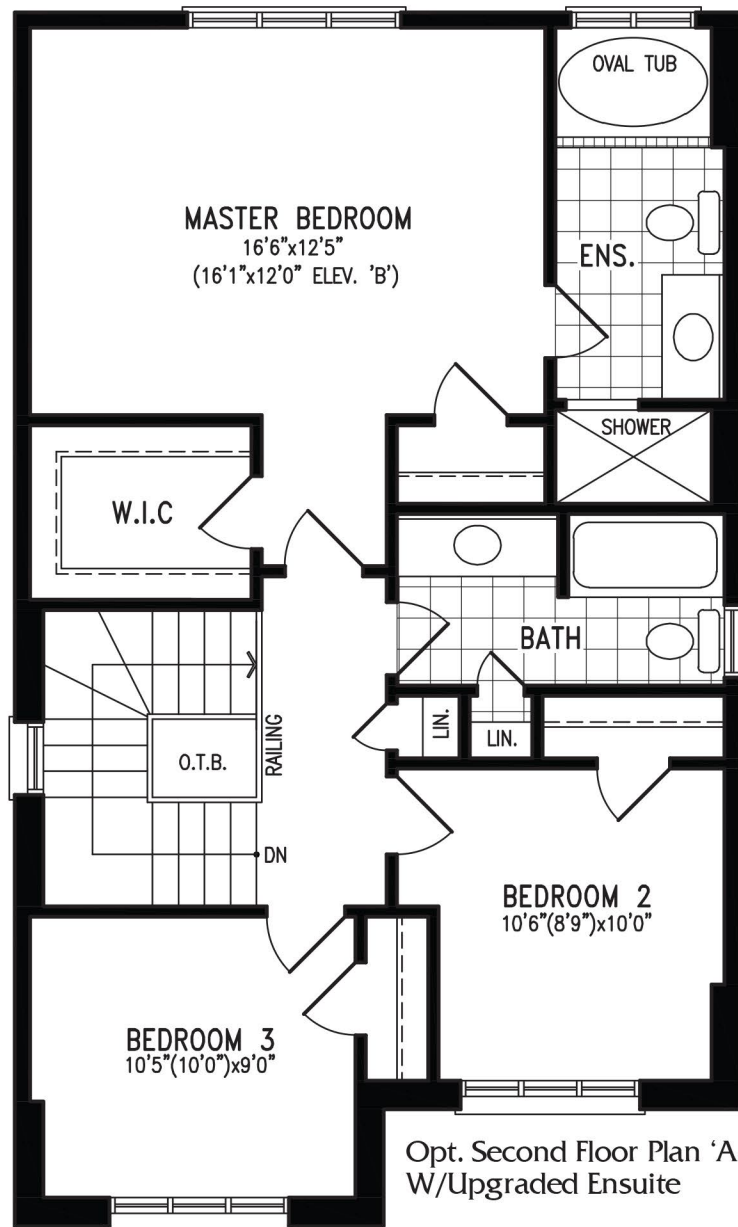 OVAL TUB
MASTER BEDROOM
16'6"x12'5"
(16'1"x12'0" ELEV. 'B')
ENS.
SHOWER
W.I.C
BATH
LIN.
LIN.
RAILING
O.T.B.
DN
BEDROOM 2
10'6"(8'9")x10'0"
BEDROOM 3
10'5"(10'0")x9'0"
Opt. Second Floor Plan ‘A
W/Upgraded Ensuite